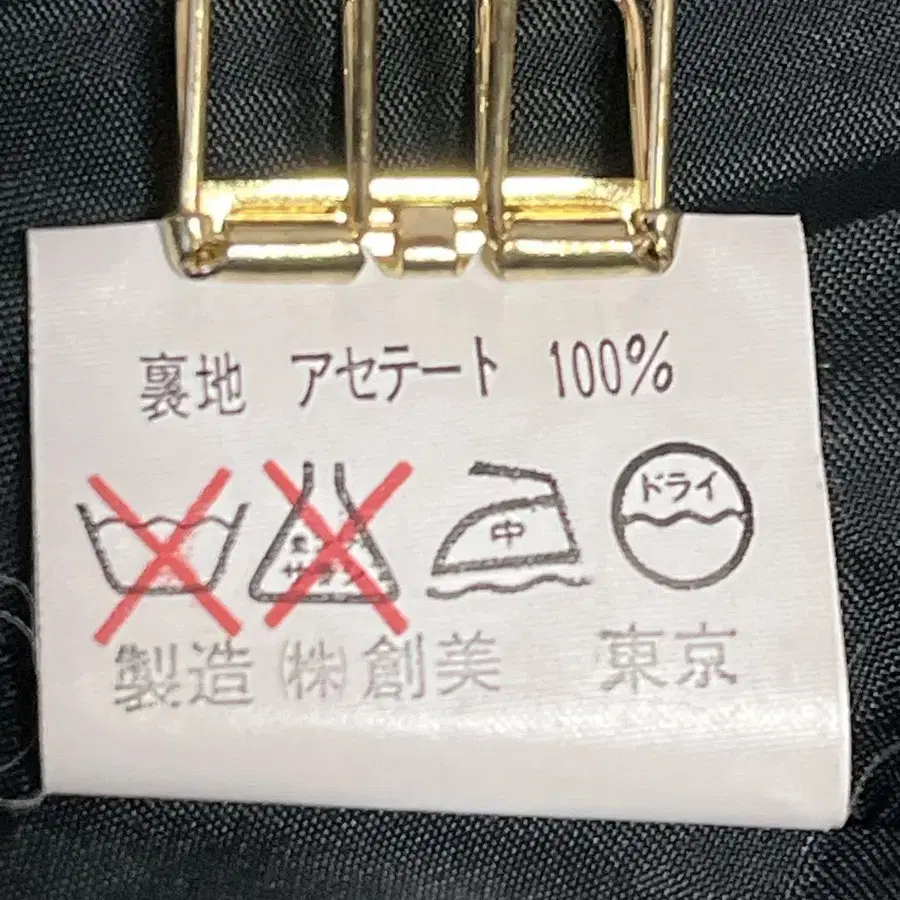 裏地 アセテート 100%
中 ドライ
製造 ㈱創美 東京